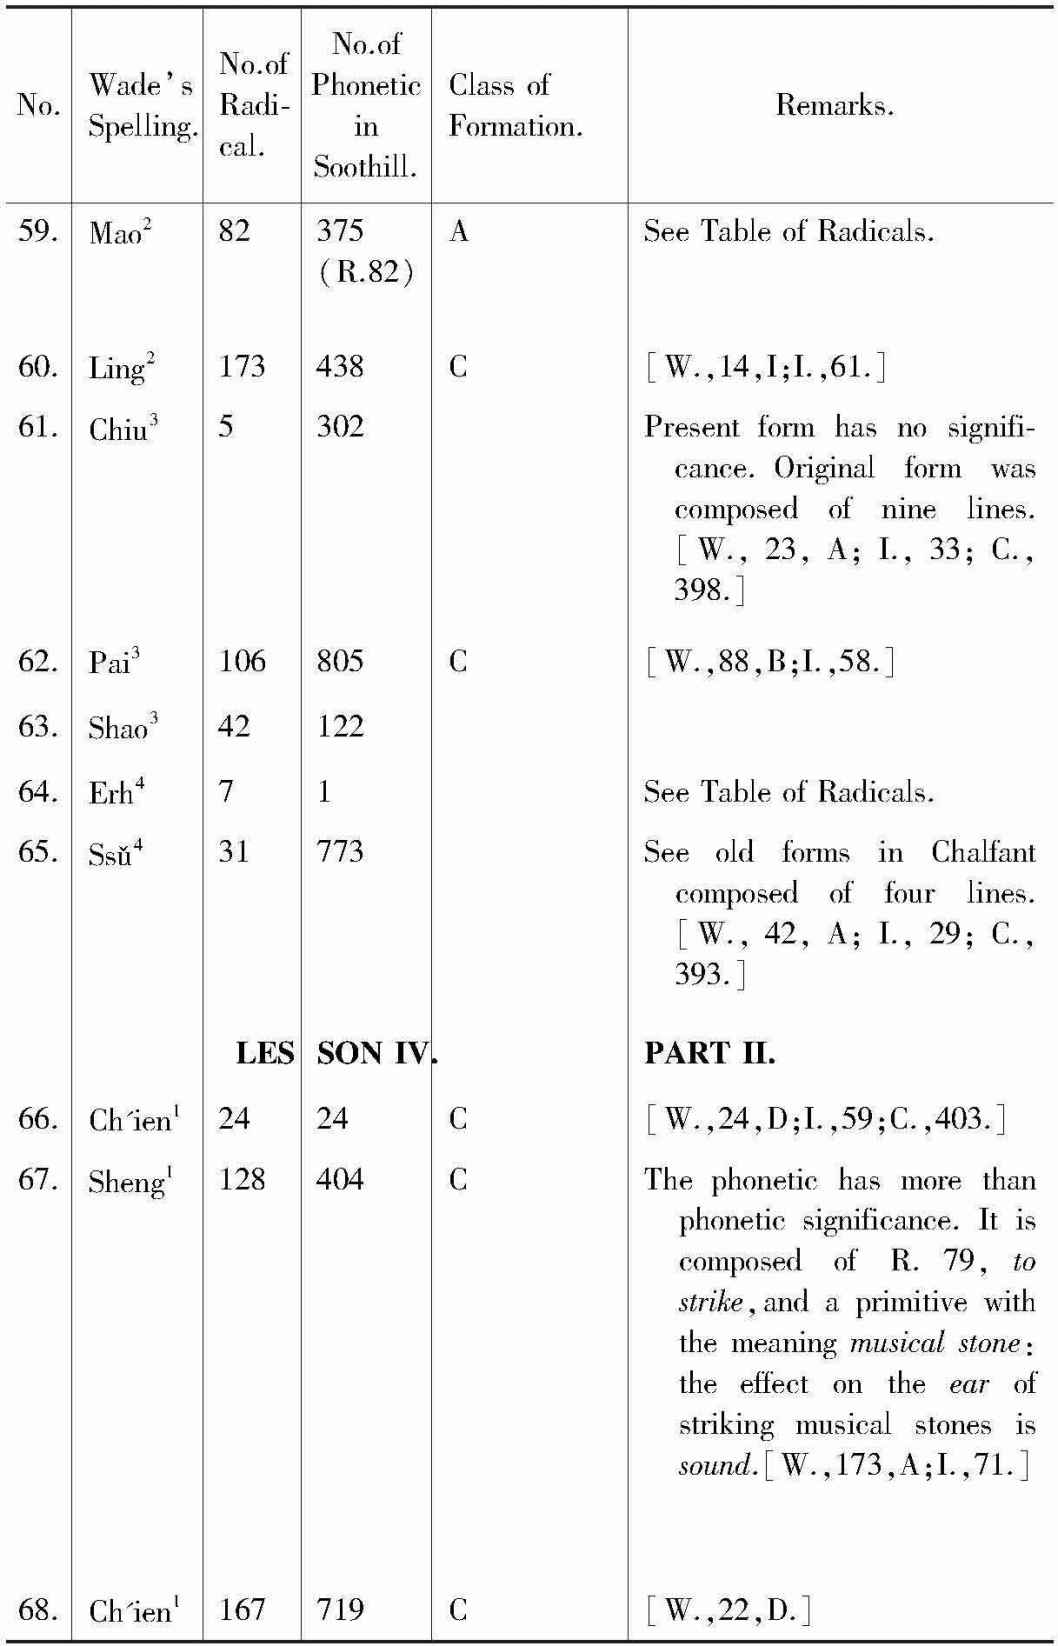 No. Wade's Spelling. No.of Radi- cal. No.of Phonetic in Soothill. Class of Formation. Remarks.
59. Mao² 82 375 A See Table of Radicals.
(R.82)
60. Ling² 173 438 C [W.,14,I;I.,61.]
61. Chiu³ 5 302 Present form has no signifi-
cance. Original form was
composed of nine lines.
[W., 23, A; I., 33; C.,
398.]
62. Pai³ 106 805 C [W.,88,B;I.,58.]
63. Shao³ 42 122
64. Erh⁴ 7 1 See Table of Radicals.
65. Ssŭ⁴ 31 773 See old forms in Chalfant
composed of four lines.
[W., 42, A; I., 29; C.,
393.]
LESSON IV. PART II.
66. Ch´ien¹ 24 24 C [W.,24,D;I.,59;C.,403.]
67. Sheng¹ 128 404 C The phonetic has more than
phonetic significance. It is
composed of R. 79, to
strike, and a primitive with
the meaning musical stone:
the effect on the ear of
striking musical stones is
sound. [W.,173,A;I.,71.]
68. Ch´ien¹ 167 719 C [W.,22,D.]